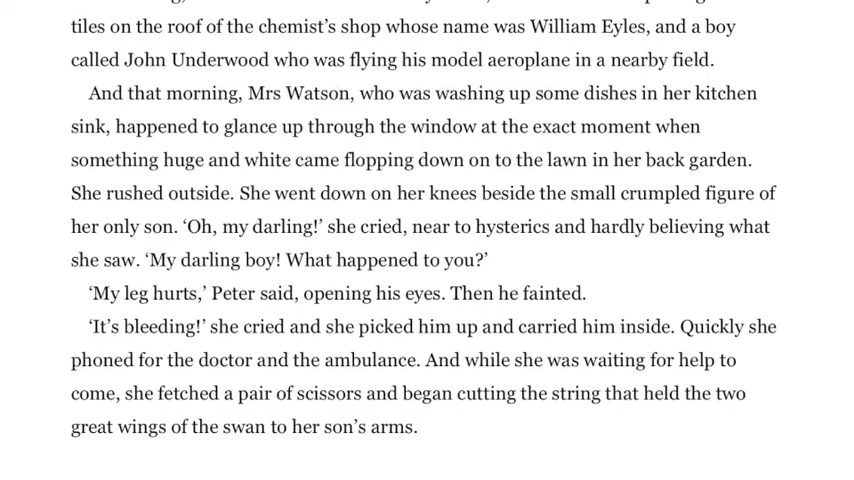 tiles on the roof of the chemist’s shop whose name was William Eyles, and a boy
called John Underwood who was flying his model aeroplane in a nearby field.
And that morning, Mrs Watson, who was washing up some dishes in her kitchen
sink, happened to glance up through the window at the exact moment when
something huge and white came flopping down on to the lawn in her back garden.
She rushed outside. She went down on her knees beside the small crumpled figure of
her only son. ‘Oh, my darling!’ she cried, near to hysterics and hardly believing what
she saw. ‘My darling boy! What happened to you?’
‘My leg hurts,’ Peter said, opening his eyes. Then he fainted.
‘It’s bleeding!’ she cried and she picked him up and carried him inside. Quickly she
phoned for the doctor and the ambulance. And while she was waiting for help to
come, she fetched a pair of scissors and began cutting the string that held the two
great wings of the swan to her son’s arms.